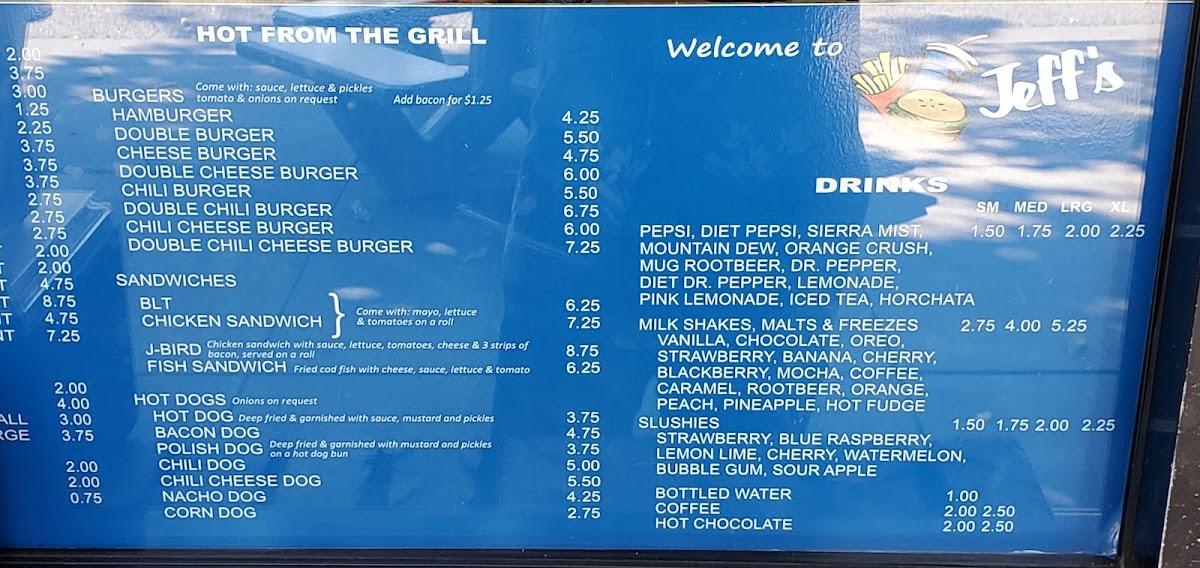 2.00
3.75
3.00
1.25
2.25
3.75
3.75
3.75
2.75
2.75
2.75
2.00
T 2.00
T 4.75
T 8.75
NT 4.75
NT 7.25
2.00
4.00
ALL 3.00
RGE 3.75
2.00
2.00
0.75
HOT FROM THE GRILL
BURGERS Come with: sauce, lettuce & pickles
tomato & onions on request Add bacon for $1.25
HAMBURGER 4.25
DOUBLE BURGER 5.50
CHEESE BURGER 4.75
DOUBLE CHEESE BURGER 6.00
CHILI BURGER 5.50
DOUBLE CHILI BURGER 6.75
CHILI CHEESE BURGER 6.00
DOUBLE CHILI CHEESE BURGER 7.25
SANDWICHES
BLT 6.25
CHICKEN SANDWICH } Come with: mayo, lettuce
& tomatoes on a roll 7.25
J-BIRD Chicken sandwich with sauce, lettuce, tomatoes, cheese & 3 strips of
bacon, served on a roll 8.75
FISH SANDWICH Fried cod fish with cheese, sauce, lettuce & tomato 6.25
HOT DOGS Onions on request
HOT DOG Deep fried & garnished with sauce, mustard and pickles 3.75
BACON DOG 4.75
POLISH DOG Deep fried & garnished with mustard and pickles
on a hot dog bun 3.75
CHILI DOG 5.00
CHILI CHEESE DOG 5.50
NACHO DOG 4.25
CORN DOG 2.75
Welcome to Jeff's
DRINKS
SM MED LRG XL
PEPSI, DIET PEPSI, SIERRA MIST, 1.50 1.75 2.00 2.25
MOUNTAIN DEW, ORANGE CRUSH,
MUG ROOTBEER, DR. PEPPER,
DIET DR. PEPPER, LEMONADE,
PINK LEMONADE, ICED TEA, HORCHATA
MILK SHAKES, MALTS & FREEZES 2.75 4.00 5.25
VANILLA, CHOCOLATE, OREO,
STRAWBERRY, BANANA, CHERRY,
BLACKBERRY, MOCHA, COFFEE,
CARAMEL, ROOTBEER, ORANGE,
PEACH, PINEAPPLE, HOT FUDGE
SLUSHIES 1.50 1.75 2.00 2.25
STRAWBERRY, BLUE RASPBERRY,
LEMON LIME, CHERRY, WATERMELON,
BUBBLE GUM, SOUR APPLE
BOTTLED WATER 1.00
COFFEE 2.00 2.50
HOT CHOCOLATE 2.00 2.50